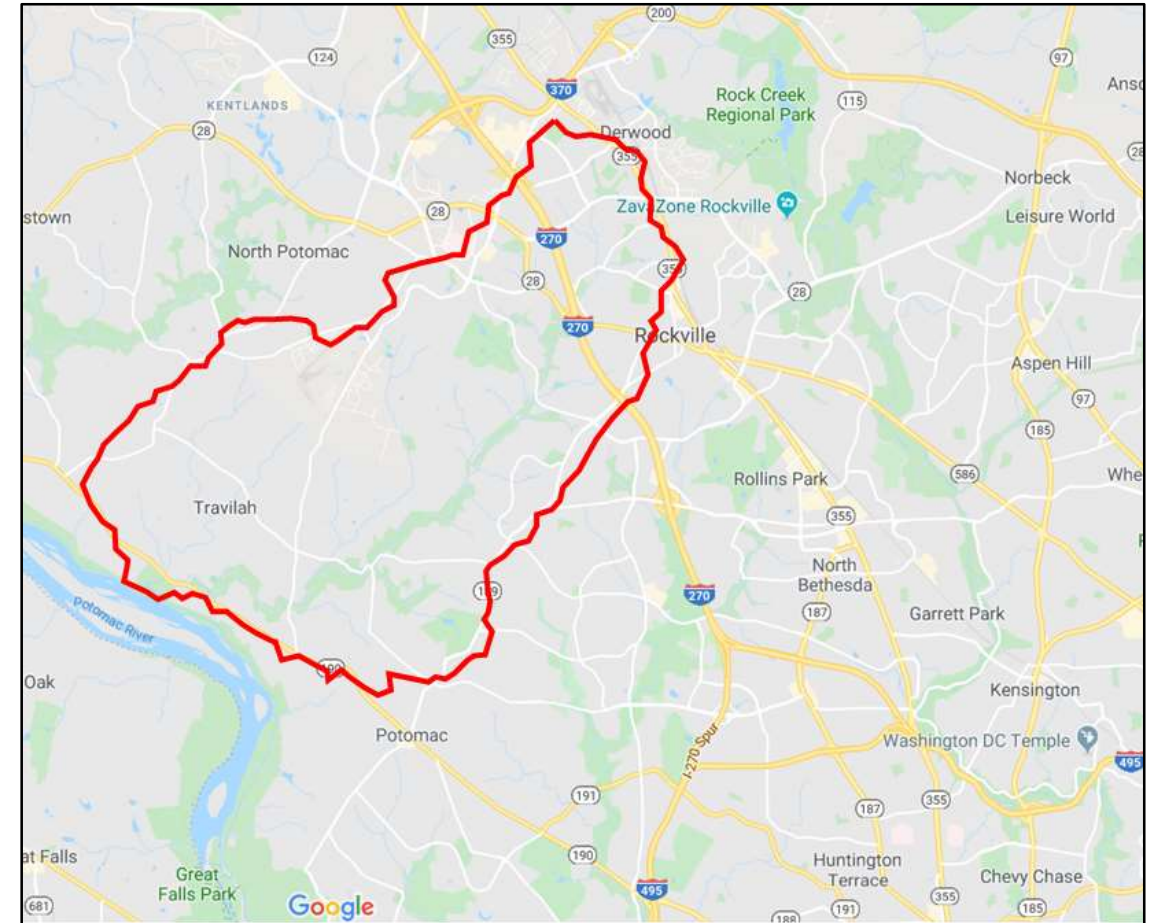 200
355
124
97
Anso
370
Rock Creek
Regional Park
115
KENTLANDS
28
Derwood
355
28
Norbeck
ZavaZone Rockville
28
Leisure World
stown
North Potomac
270
28
355
28
270
Rockville
Aspen Hill
97
185
586
Whe
Rollins Park
Travilah
355
North
Bethesda
270
189
187
Garrett Park
Potomac River
Oak
190
Kensington
Potomac
Washington DC Temple
I-270 Spur
495
191
187
355
190
at Falls
Huntington
Terrace
Great
Falls Park
Chevy Chase
495
355
681
Google
188
191
185